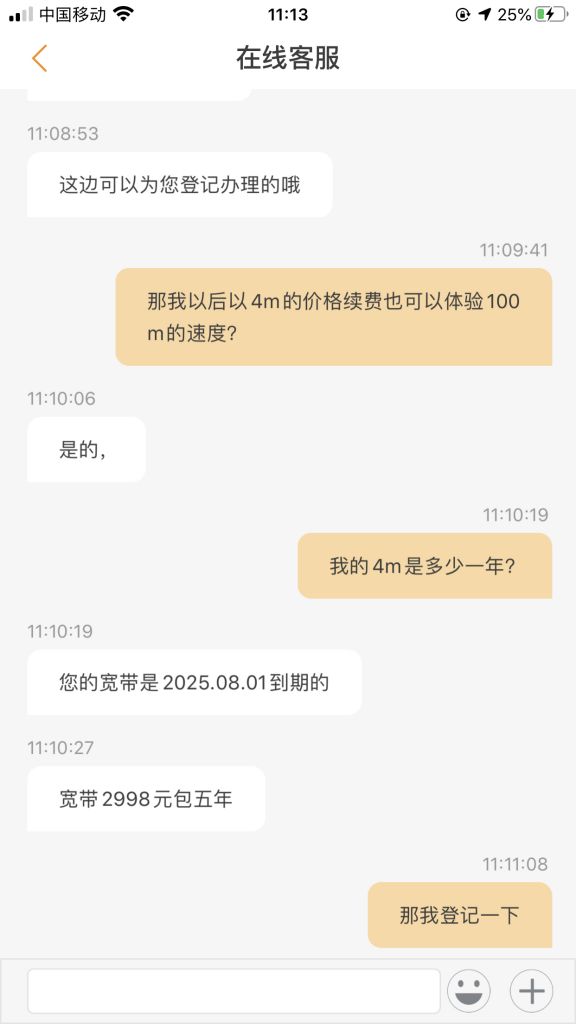 中国移动
11:13
25%
在线客服
11:08:53
这边可以为您登记办理的哦
11:09:41
那我以后以4m的价格续费也可以体验100
m的速度?
11:10:06
是的,
11:10:19
我的4m是多少一年?
11:10:19
您的宽带是2025.08.01到期的
11:10:27
宽带2998元包五年
11:11:08
那我登记一下